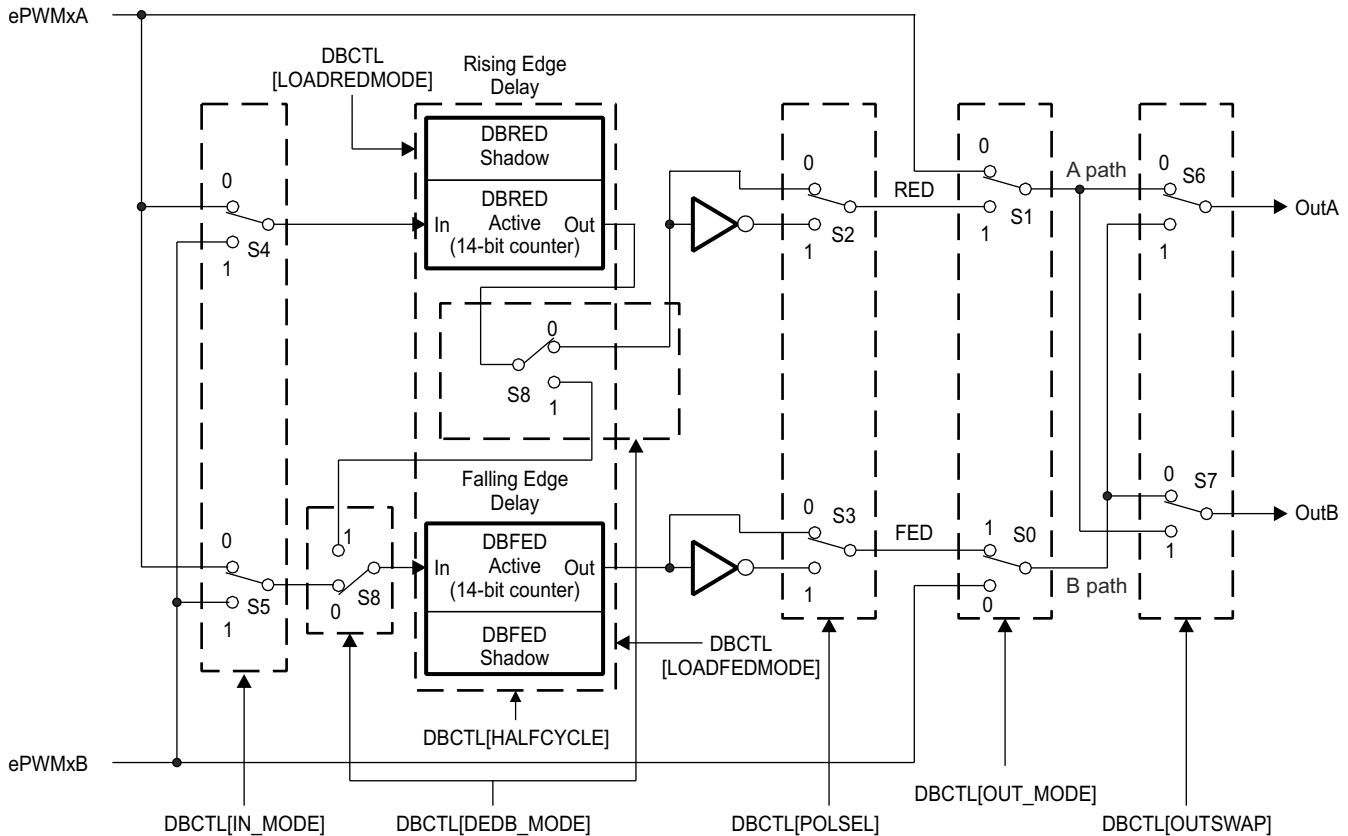 ePWMxA
DBCTL
[LOADREDMODE]
Rising Edge
Delay
DBRED
Shadow
DBRED
In Active Out
(14-bit counter)
0
S4
1
0
S8
1
0
S2
1
RED
0
S1
1
A path
0
S6
1
OutA
Falling Edge
Delay
0
S5
1
1
S8
0
DBFED
In Active Out
(14-bit counter)
DBFED
Shadow
0
S3
1
FED
1
S0
0
B path
0
S7
1
OutB
DBCTL
[LOADFEDMODE]
DBCTL[HALFCYCLE]
ePWMxB
DBCTL[IN_MODE]
DBCTL[DEDB_MODE]
DBCTL[POLSEL]
DBCTL[OUT_MODE]
DBCTL[OUTSWAP]